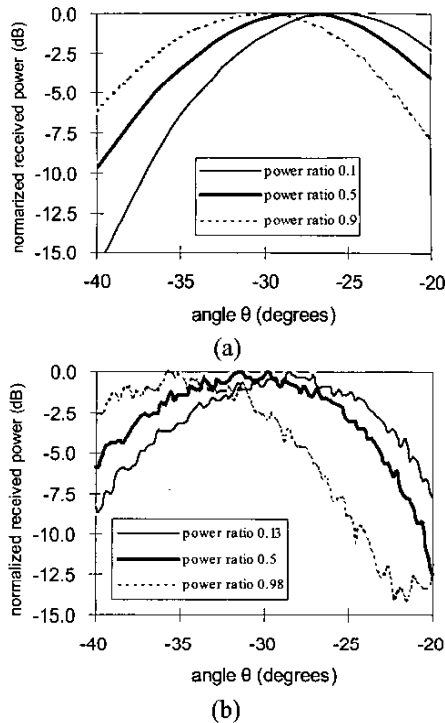 normarized received power (dB)
0.0
-2.5
-5.0
-7.5
-10.0
-12.5
-15.0
power ratio 0.1
power ratio 0.5
power ratio 0.9
-40 -35 -30 -25 -20
angle θ (degrees)
(a)
normalized received power (dB)
0.0
-2.5
-5.0
-7.5
-10.0
-12.5
-15.0
power ratio 0.13
power ratio 0.5
power ratio 0.98
-40 -35 -30 -25 -20
angle θ (degrees)
(b)